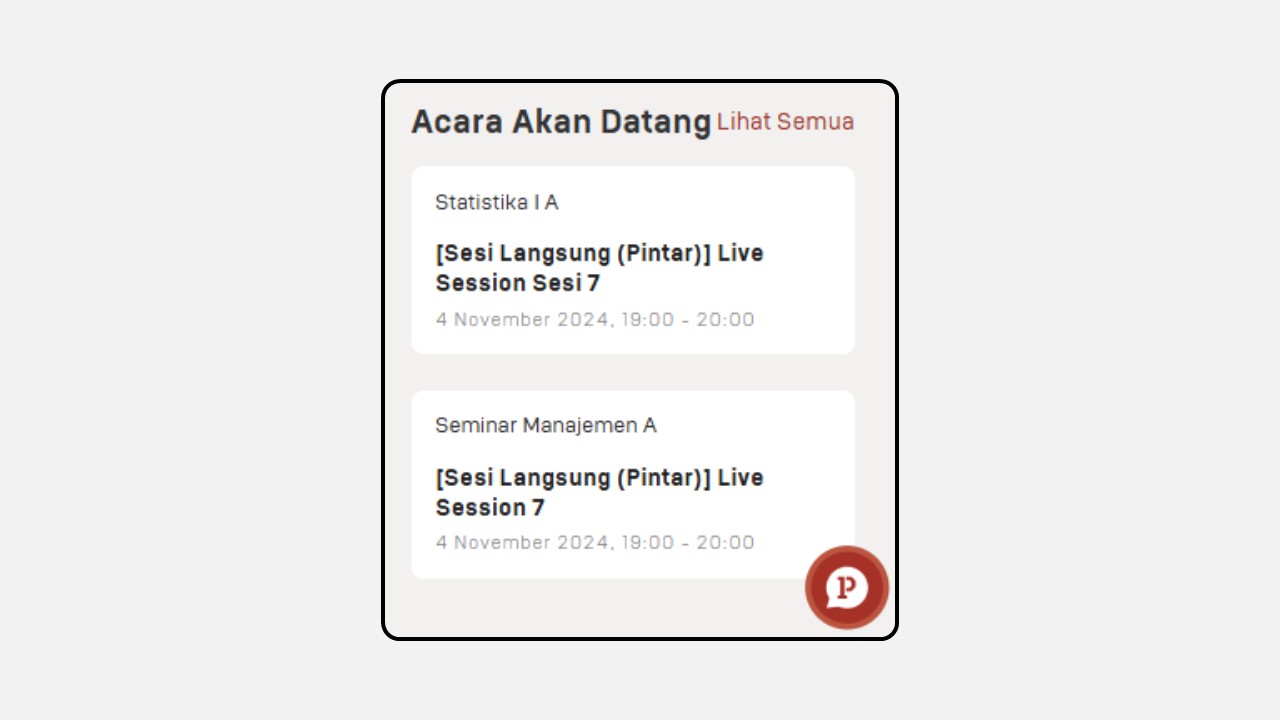 Acara Akan Datang Lihat Semua
Statistika I A
[Sesi Langsung (Pintar)] Live
Session Sesi 7
4 November 2024, 19:00 - 20:00
Seminar Manajemen A
[Sesi Langsung (Pintar)] Live
Session 7
4 November 2024, 19:00 - 20:00
P